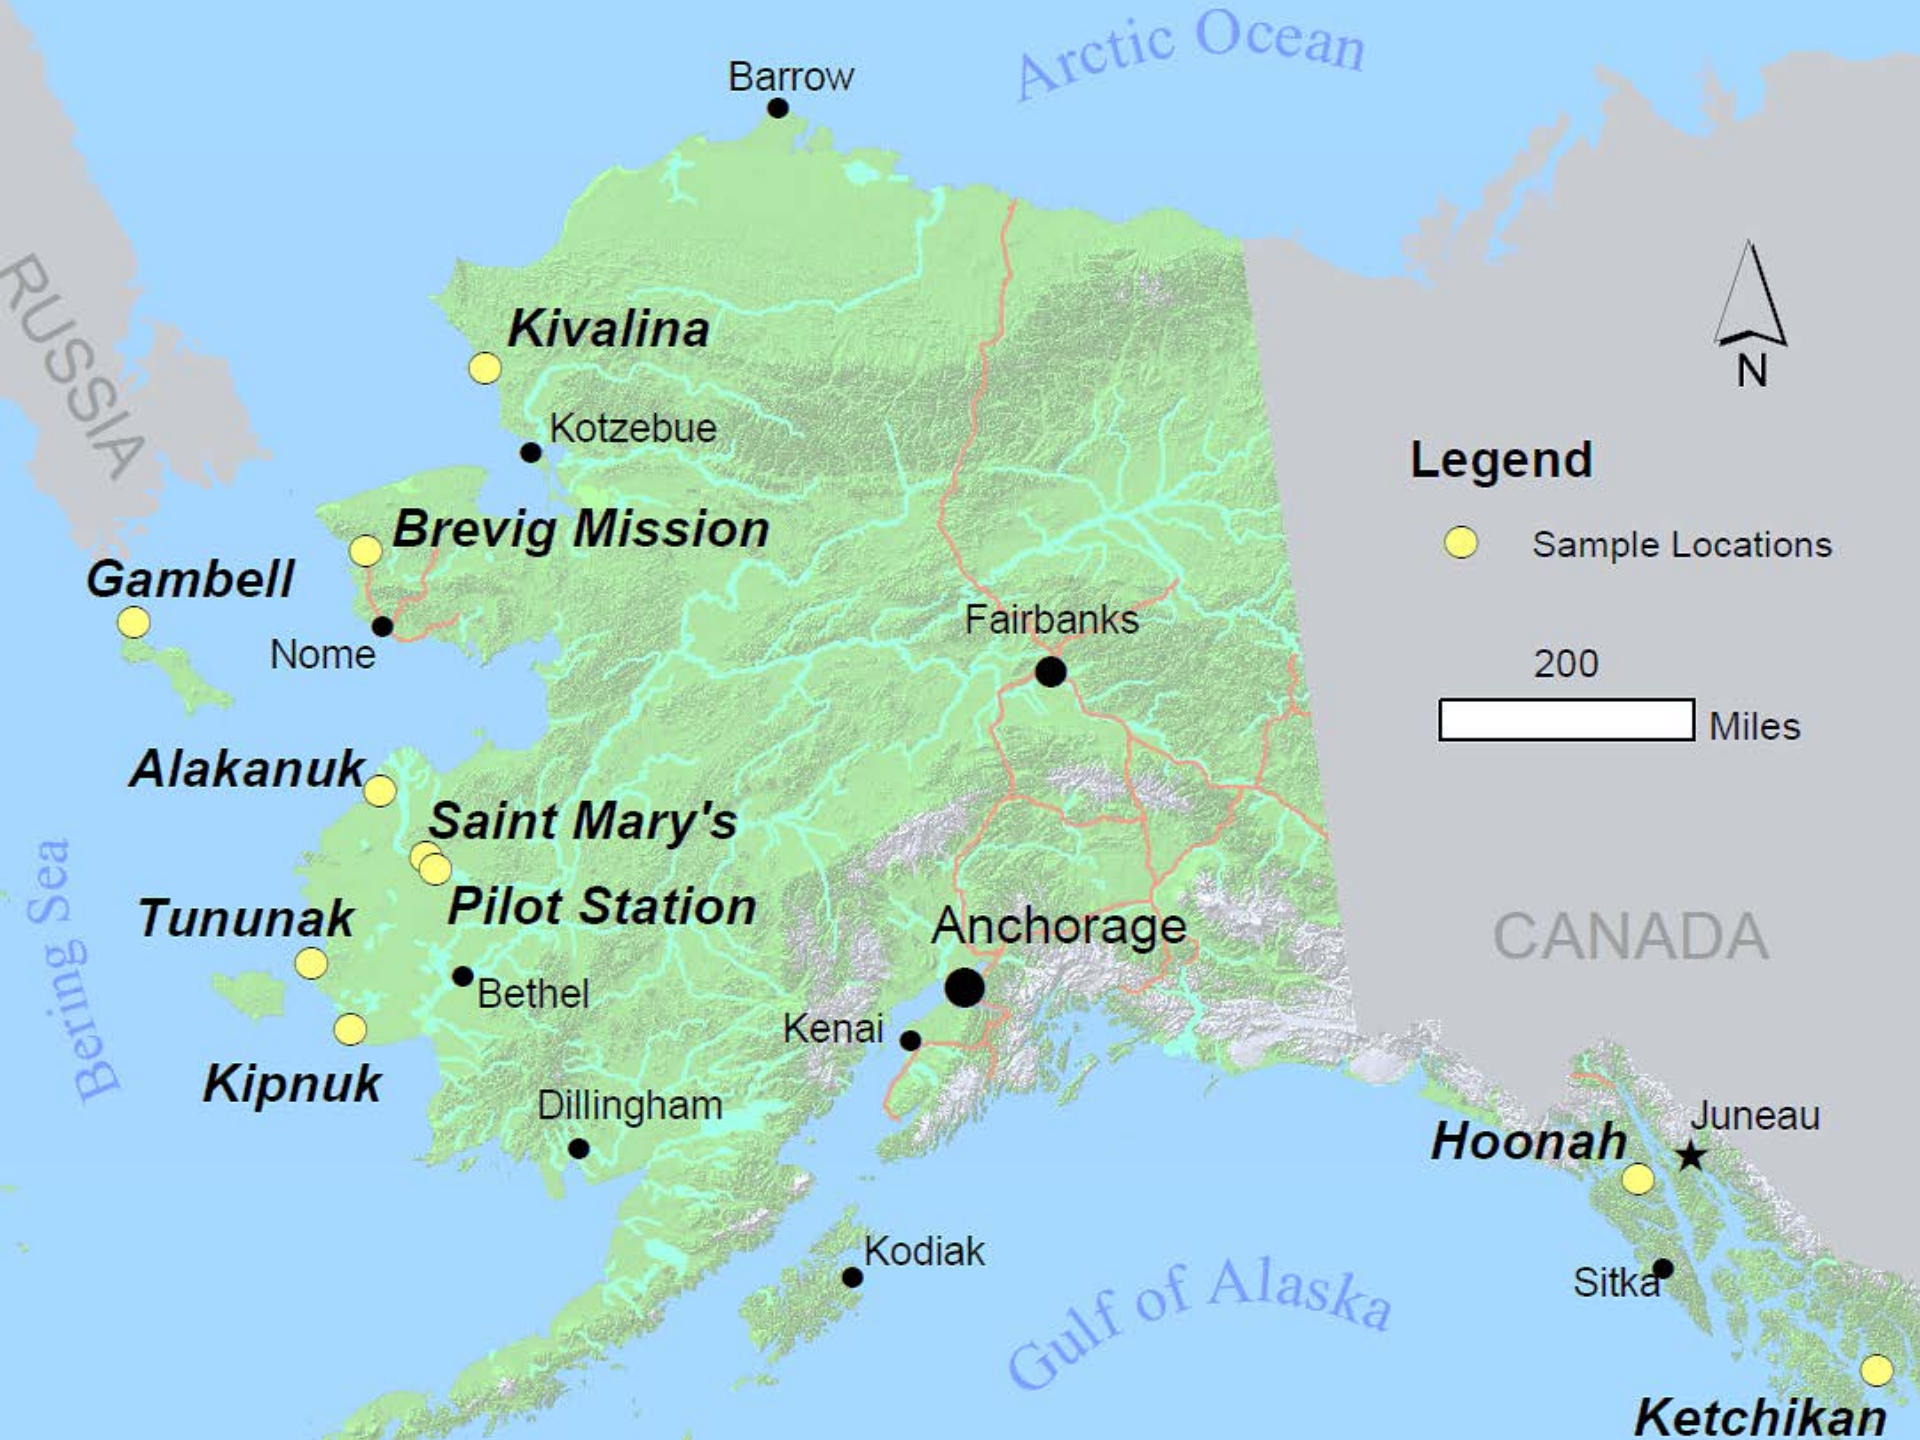 Arctic Ocean
Barrow
RUSSIA
Kivalina
N
Kotzebue
Legend
Brevig Mission
Sample Locations
Gambell
Fairbanks
Nome
200
Miles
Alakanuk
Saint Mary's
Bering Sea
Tununak
Pilot Station
Anchorage
CANADA
Bethel
Kenai
Kipnuk
Dillingham
Juneau
Hoonah
Kodiak
Sitka
Gulf of Alaska
Ketchikan